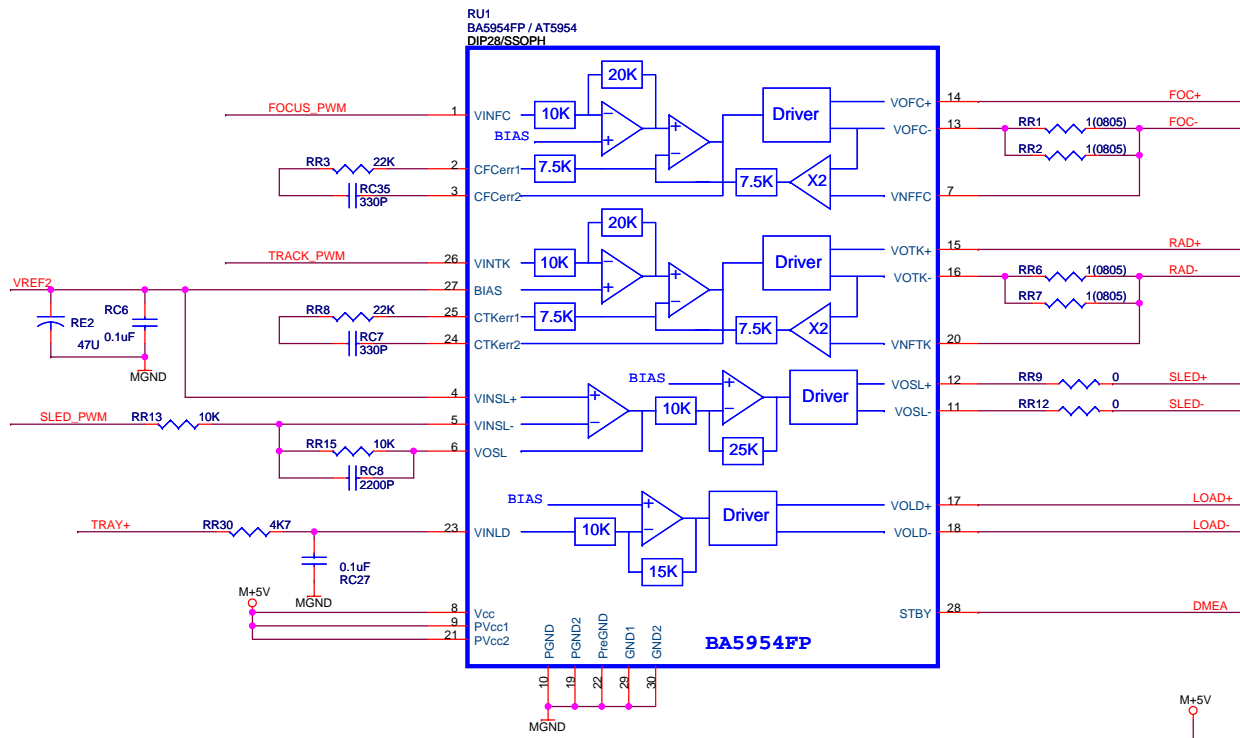 RU1
BA5954FP / AT5954
DIP28/SSOPH
FOCUS_PWM
1
VINFC
10K
20K
BIAS
Driver
VOFC+
14
FOC+
VOFC-
13
RR1
1(0805)
FOC-
RR2
1(0805)
RR3
22K
2
CFCerr1
7.5K
7.5K
X2
RC35
330P
3
CFCerr2
VNFFC
7
TRACK_PWM
26
VINTK
10K
20K
Driver
VOTK+
15
RAD+
VREF2
27
BIAS
VOTK-
16
RR6
1(0805)
RAD-
RR7
1(0805)
RE2
47U
RC6
0.1uF
MGND
RR8
22K
25
CTKerr1
7.5K
7.5K
X2
RC7
330P
24
CTKerr2
VNFTK
20
4
VINSL+
BIAS
10K
25K
Driver
VOSL+
12
RR9
0
SLED+
SLED_PWM
RR13
10K
5
VINSL-
VOSL-
11
RR12
0
SLED-
RR15
10K
6
VOSL
RC8
2200P
BIAS
TRAY+
RR30
4K7
23
VINLD
10K
15K
Driver
VOLD+
17
LOAD+
VOLD-
18
LOAD-
0.1uF
RC27
MGND
M+5V
8
Vcc
9
PVcc1
21
PVcc2
STBY
28
DMEA
PGND
PGND2
PreGND
GND1
GND2
BA5954FP
10
19
22
29
30
MGND
M+5V